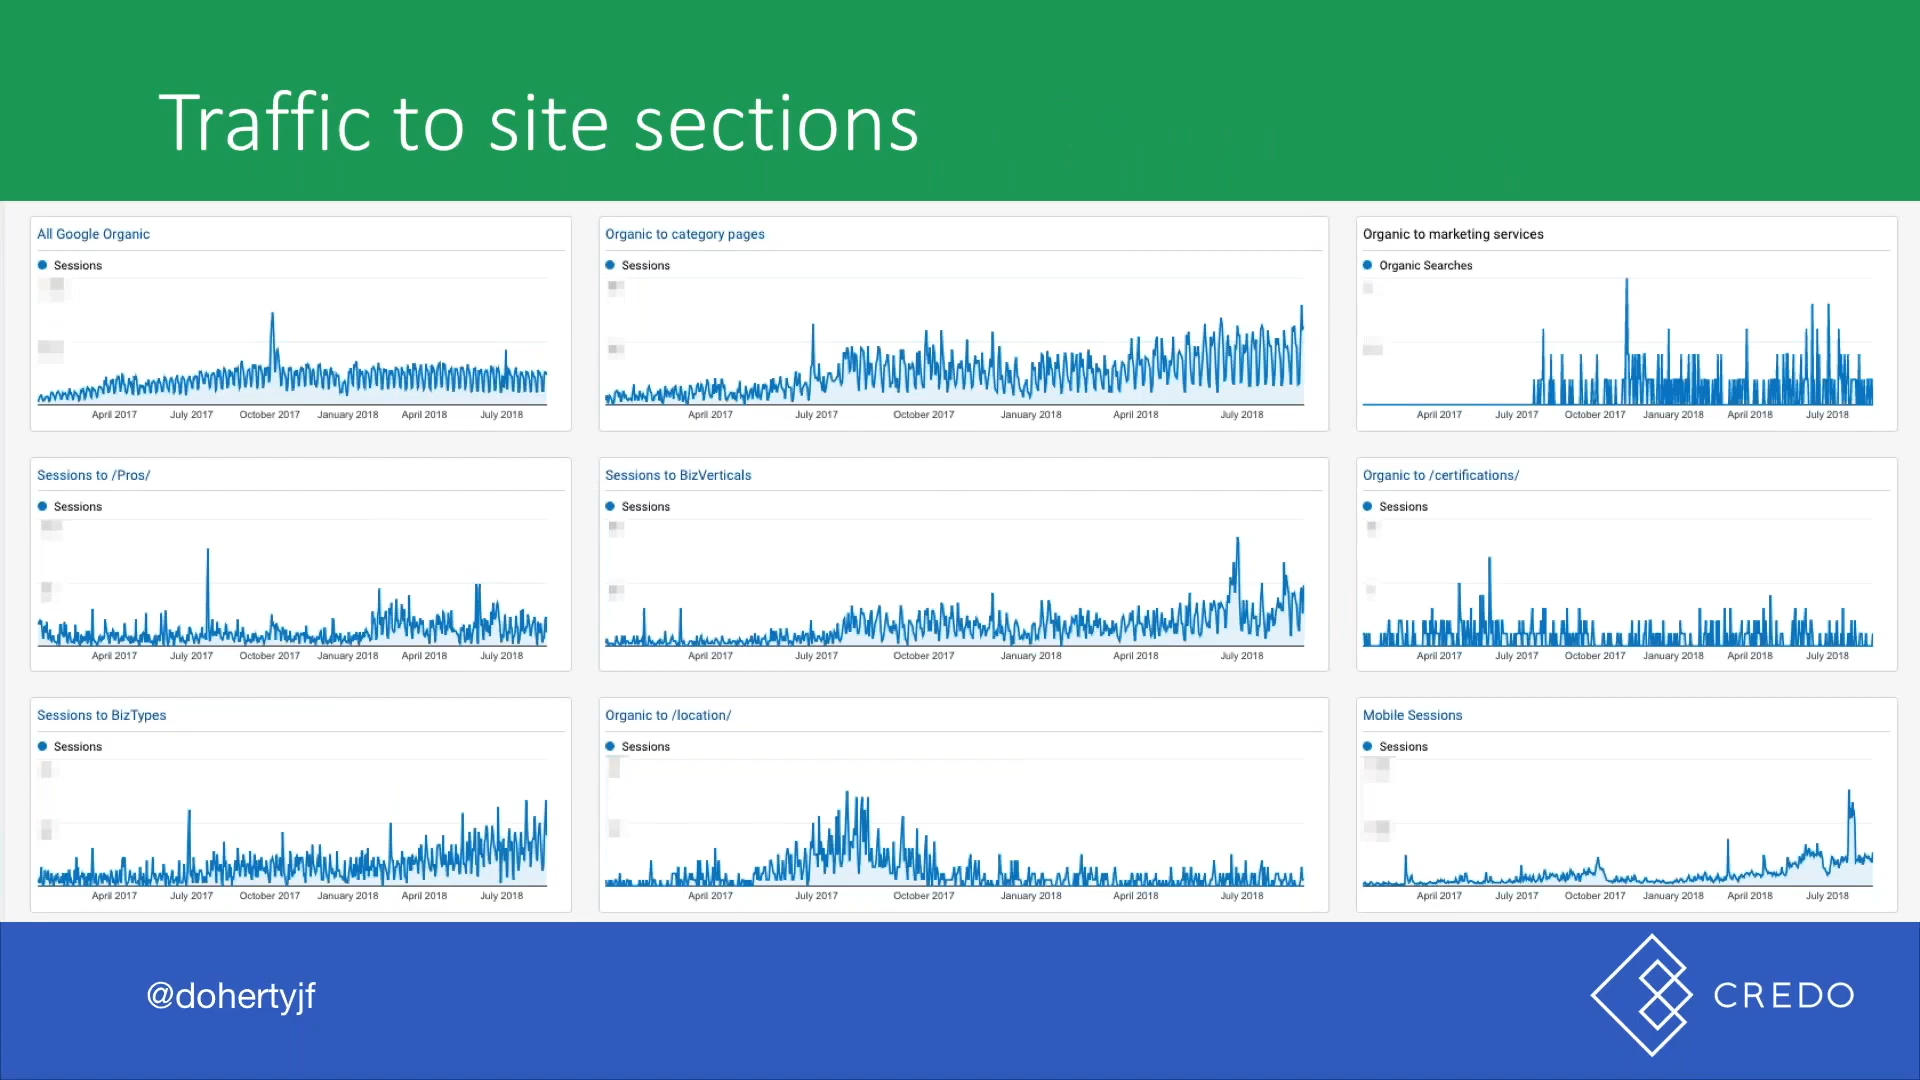 Traffic to site sections
All Google Organic
Sessions
April 2017 July 2017 October 2017 January 2018 April 2018 July 2018
Organic to category pages
Sessions
April 2017 July 2017 October 2017 January 2018 April 2018 July 2018
Organic to marketing services
Organic Searches
April 2017 July 2017 October 2017 January 2018 April 2018 July 2018
Sessions to /Pros/
Sessions
April 2017 July 2017 October 2017 January 2018 April 2018 July 2018
Sessions to BizVerticals
Sessions
April 2017 July 2017 October 2017 January 2018 April 2018 July 2018
Organic to /certifications/
Sessions
April 2017 July 2017 October 2017 January 2018 April 2018 July 2018
Sessions to BizTypes
Sessions
April 2017 July 2017 October 2017 January 2018 April 2018 July 2018
Organic to /location/
Sessions
April 2017 July 2017 October 2017 January 2018 April 2018 July 2018
Mobile Sessions
Sessions
April 2017 July 2017 October 2017 January 2018 April 2018 July 2018
@dohertyjf
CREDO